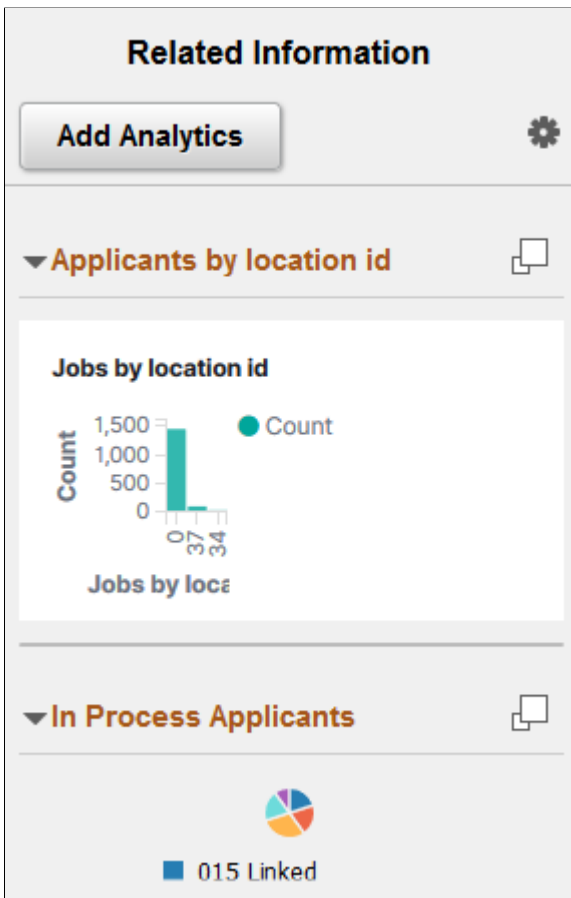 Related Information
Add Analytics
Applicants by location id
Jobs by location id
1,500
1,000
500
0
Count
Count
0
37
34
Jobs by loca
In Process Applicants
015 Linked